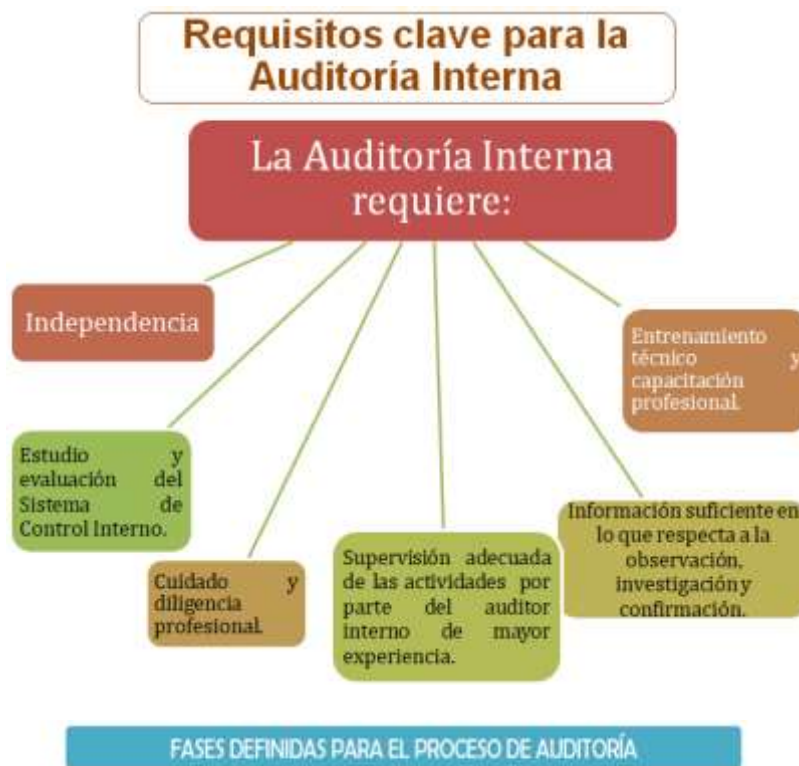 Requisitos clave para la
Auditoría Interna
La Auditoría Interna
requiere:
Independencia
Entrenamiento
técnico y
capacitación
profesional.
Estudio y
evaluación del
Sistema de
Control Interno.
Cuidado y
diligencia
profesional.
Supervisión adecuada
de las actividades por
parte del auditor
interno de mayor
experiencia.
Información suficiente en
lo que respecta a la
observación,
investigación y
confirmación.
FASES DEFINIDAS PARA EL PROCESO DE AUDITORÍA